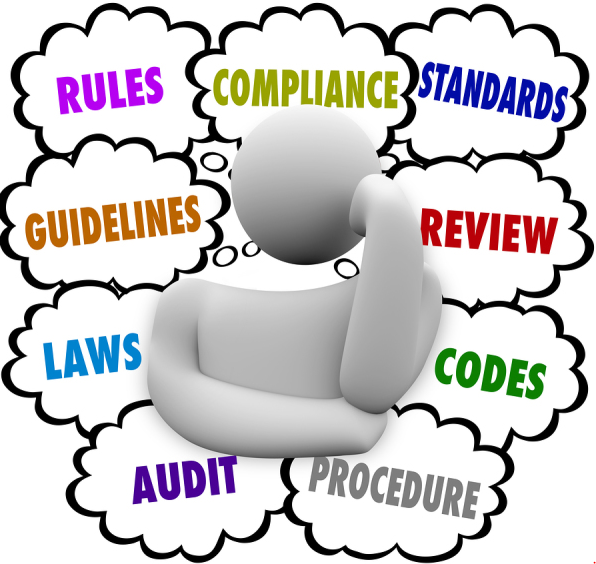 RULES
COMPLIANCE
STANDARDS
GUIDELINES
REVIEW
LAWS
CODES
AUDIT
PROCEDURE